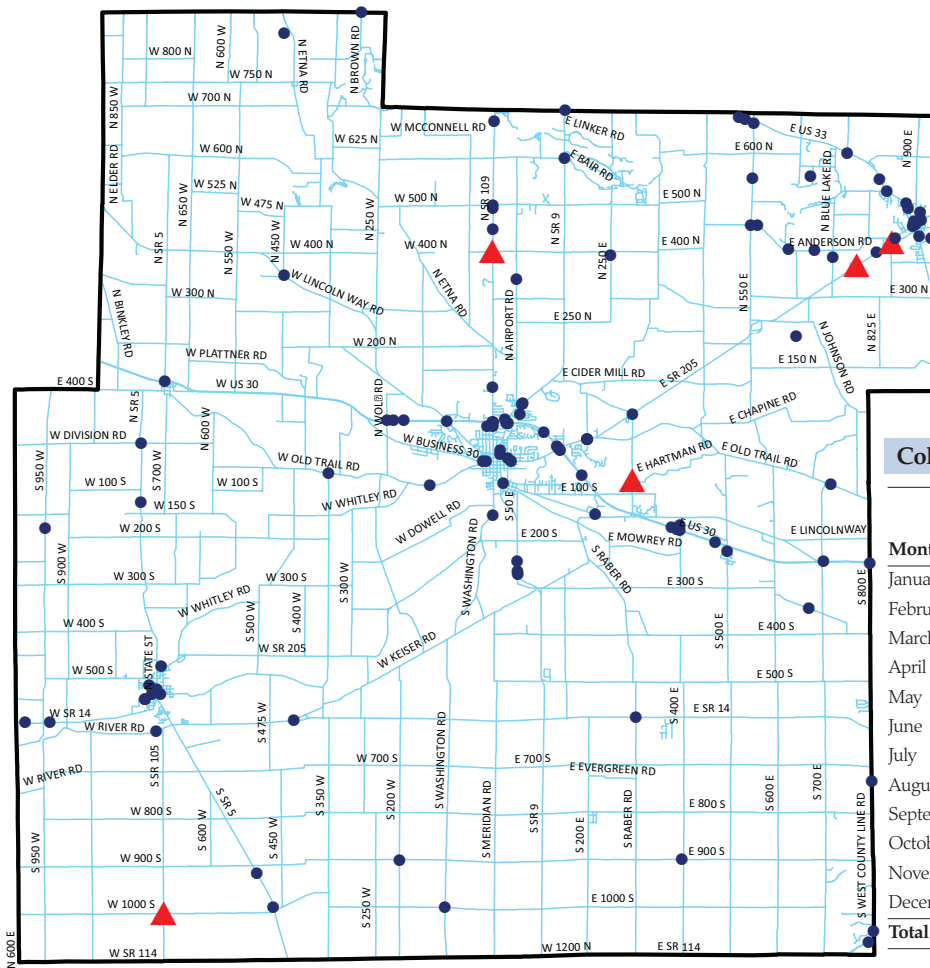 N 600 W
N ETNA RD
N BROWN RD
W 800 N
W 750 N
N 850 W
W 700 N
W MCCONNELL RD
E LINKER RD
E US 33
W 625 N
N 900 E
W 600 N
E BAIR RD
E 600 N
N ELDER RD
W 525 N
N 650 W
W 475 N
N 250 W
W 500 N
N SR 109
E 500 N
N BLUE LAKE RD
N SR 5
N 550 W
N 450 W
W 400 N
W 400 N
N SR 9
N 250 E
E 400 N
E ANDERSON RD
W LINCOLN WAY RD
N ETNA RD
N 550 E
W 300 N
E 300 N
N BINKLEY RD
N AIRPORT RD
E 250 N
N 825 E
W 200 N
N JOHNSON RD
W PLATTNER RD
E 150 N
E SR 205
E 400 S
W US 30
E CIDER MILL RD
N SR 5
N WOL RD
E CHAPINE RD
N 600 W
W DIVISION RD
W BUSINESS 30
S 950 W
S 700 W
W OLD TRAIL RD
E HARTMAN RD
E OLD TRAIL RD
Col
W 100 S
W 100 S
E 100 S
W 150 S
W WHITLEY RD
S 50 E
W 200 S
W DOWELL RD
E 200 S
E US 30
E MOWREY RD
E LINCOLNWAY
Mont
S 900 W
W 300 S
W 300 S
S 300 W
S WASHINGTON RD
S RABER RD
E 300 S
S 800 E
Janua
W WHITLEY RD
S 500 W
S 400 W
Febru
W 400 S
S 500 E
E 400 S
March
N STATE ST
W SR 205
W KEISER RD
April
W 500 S
E 500 S
May
W SR 14
S 475 W
S 400 E
E SR 14
W RIVER RD
June
S SR 105
S WASHINGTON RD
W 700 S
E 700 S
E EVERGREEN RD
July
W RIVER RD
S SR 5
S 350 W
S 200 W
S 600 E
S 700 E
Augu
W 800 S
S 600 W
S 450 W
S MERIDIAN RD
S SR 9
S 200 E
S RABER RD
E 800 S
Septe
S 950 W
W 900 S
E 900 S
S WEST COUNTY LINE RD
Octob
Nover
W 1000 S
S 250 W
E 1000 S
Decer
Total
N 600 E
W SR 114
W 1200 N
E SR 114